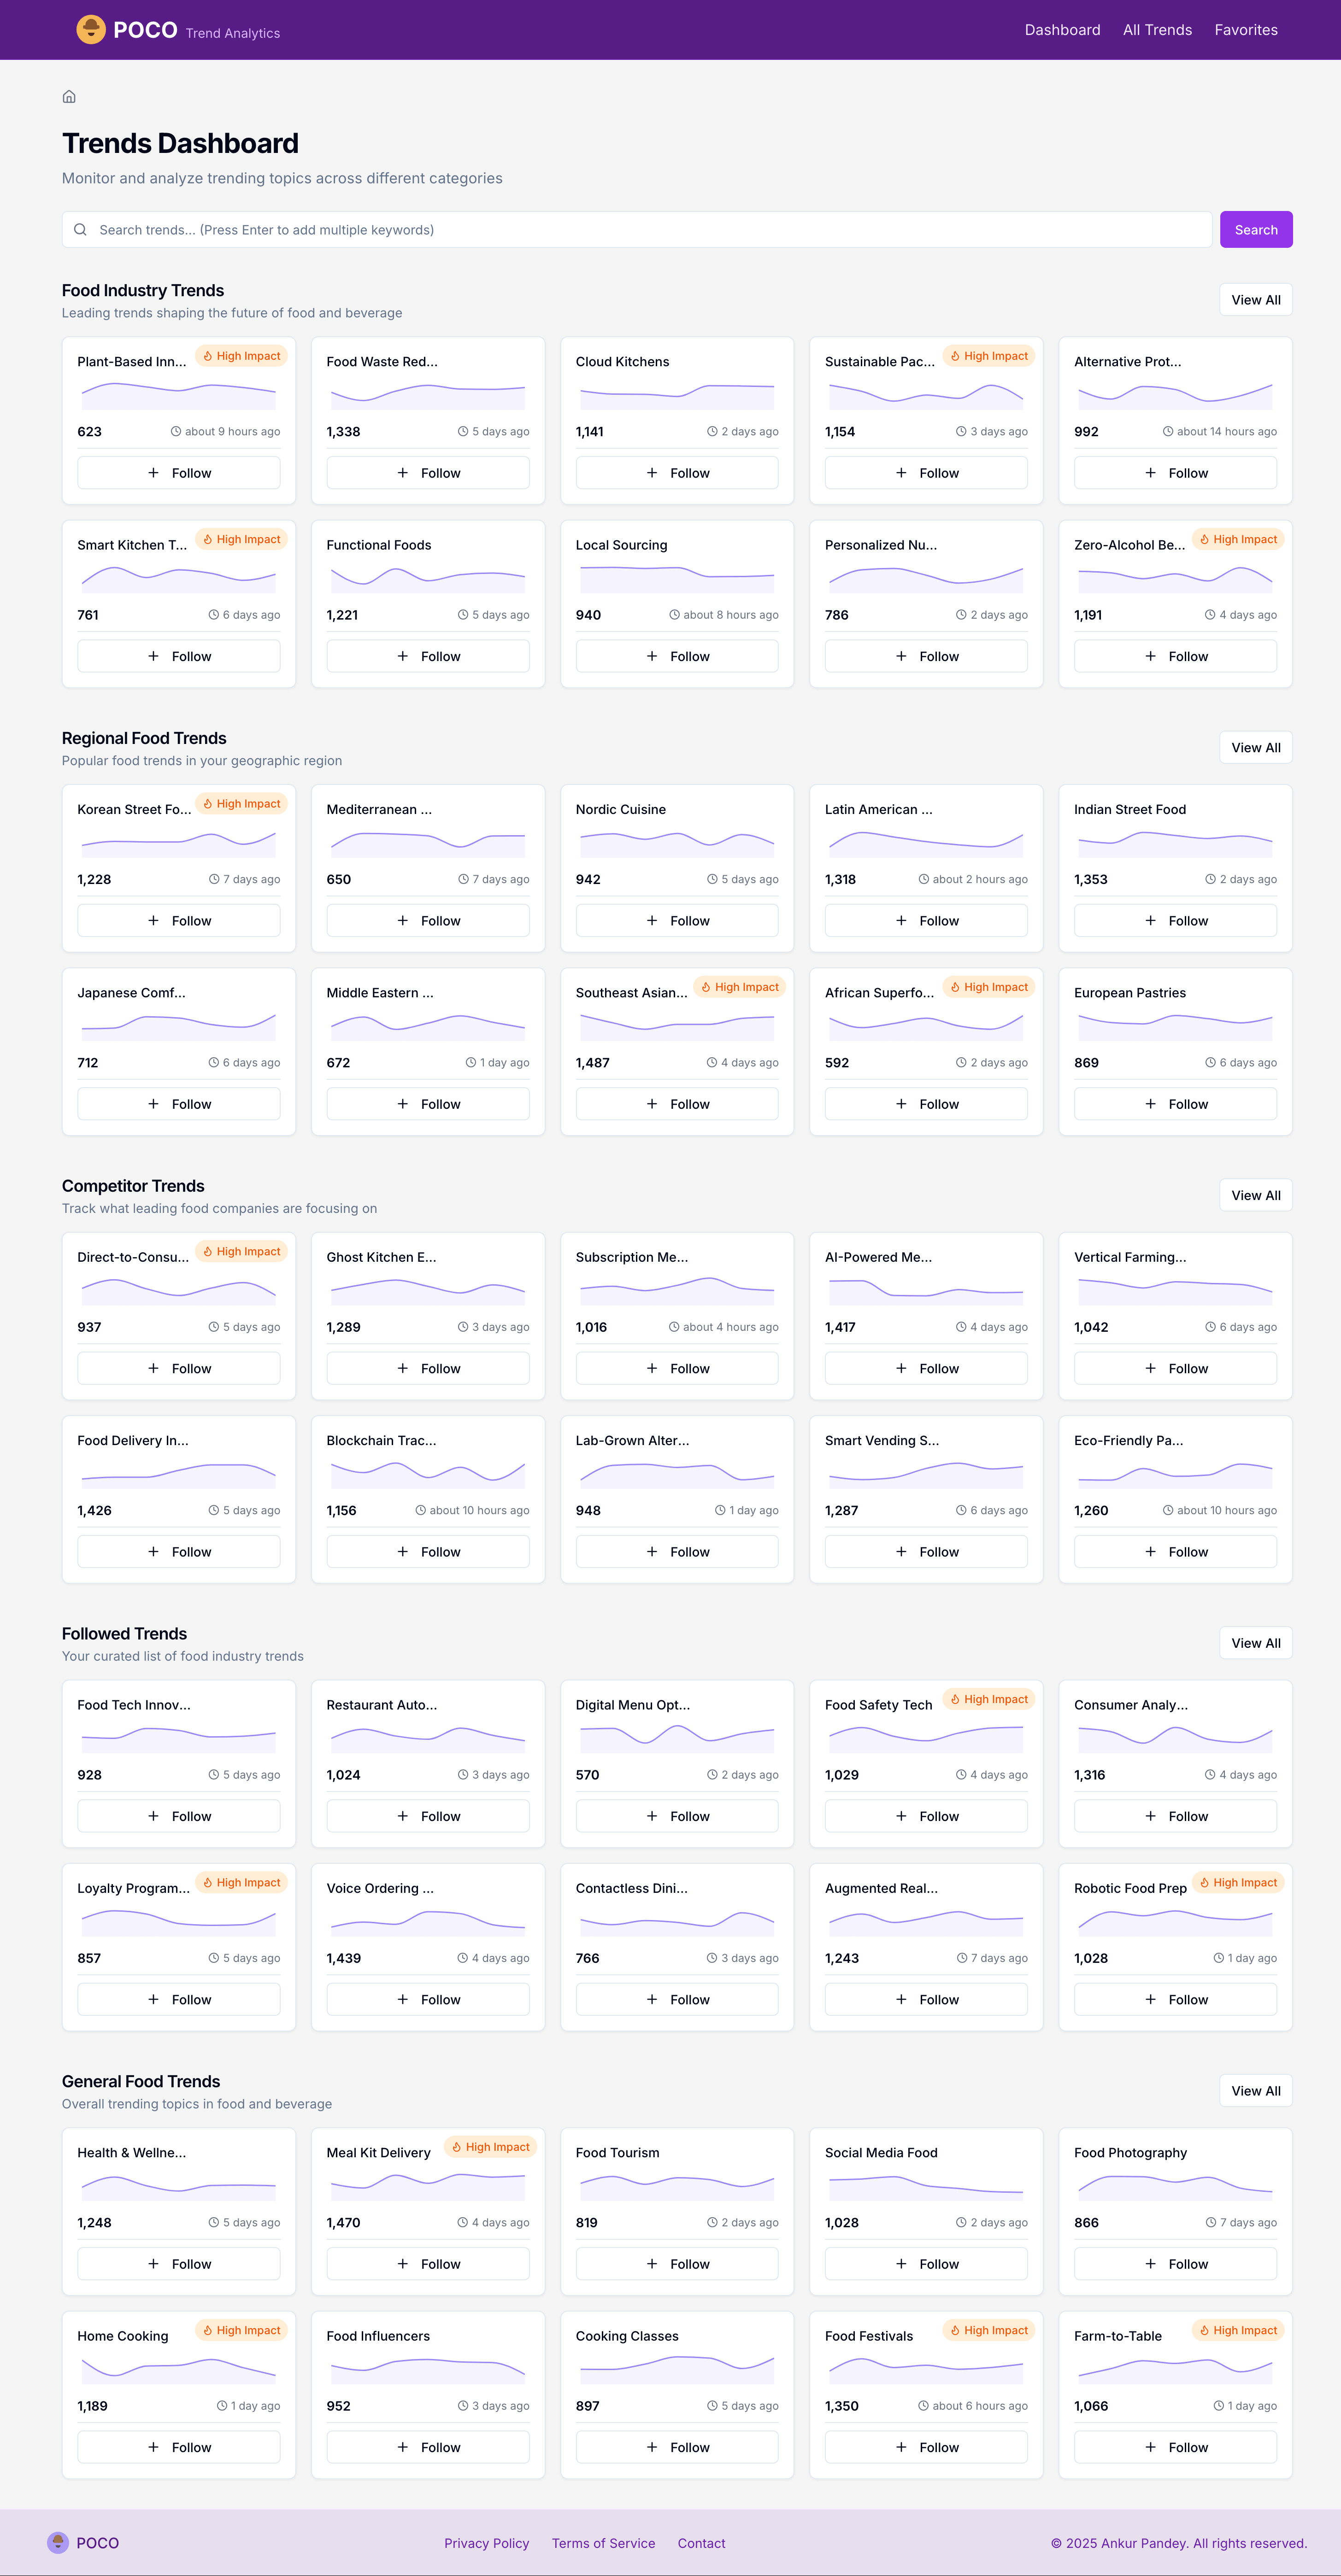 POCO Trend Analytics Dashboard All Trends Favorites
Trends Dashboard
Monitor and analyze trending topics across different categories
Search trends... (Press Enter to add multiple keywords) Search
Food Industry Trends
Leading trends shaping the future of food and beverage
View All
Plant-Based Inn... High Impact Food Waste Red... Cloud Kitchens Sustainable Pac... High Impact Alternative Prot...
623 about 9 hours ago 1,338 5 days ago 1,141 2 days ago 1,154 3 days ago 992 about 14 hours ago
Follow Follow Follow Follow Follow
Smart Kitchen T... High Impact Functional Foods Local Sourcing Personalized Nu... Zero-Alcohol Be... High Impact
761 6 days ago 1,221 5 days ago 940 about 8 hours ago 786 2 days ago 1,191 4 days ago
Follow Follow Follow Follow Follow
Regional Food Trends
Popular food trends in your geographic region
View All
Korean Street Fo... High Impact Mediterranean ... Nordic Cuisine Latin American ... Indian Street Food
1,228 7 days ago 650 7 days ago 942 5 days ago 1,318 about 2 hours ago 1,353 2 days ago
Follow Follow Follow Follow Follow
Japanese Comf... Middle Eastern ... Southeast Asian... High Impact African Superfo... High Impact European Pastries
712 6 days ago 672 1 day ago 1,487 4 days ago 592 2 days ago 869 6 days ago
Follow Follow Follow Follow Follow
Competitor Trends
Track what leading food companies are focusing on
View All
Direct-to-Consu... High Impact Ghost Kitchen E... Subscription Me... AI-Powered Me... Vertical Farming...
937 5 days ago 1,289 3 days ago 1,016 about 4 hours ago 1,417 4 days ago 1,042 6 days ago
Follow Follow Follow Follow Follow
Food Delivery In... Blockchain Trac... Lab-Grown Alter... Smart Vending S... Eco-Friendly Pa...
1,426 5 days ago 1,156 about 10 hours ago 948 1 day ago 1,287 6 days ago 1,260 about 10 hours ago
Follow Follow Follow Follow Follow
Followed Trends
Your curated list of food industry trends
View All
Food Tech Innov... Restaurant Auto... Digital Menu Opt... Food Safety Tech High Impact Consumer Analy...
928 5 days ago 1,024 3 days ago 570 2 days ago 1,029 4 days ago 1,316 4 days ago
Follow Follow Follow Follow Follow
Loyalty Program... High Impact Voice Ordering ... Contactless Dini... Augmented Real... Robotic Food Prep High Impact
857 5 days ago 1,439 4 days ago 766 3 days ago 1,243 7 days ago 1,028 1 day ago
Follow Follow Follow Follow Follow
General Food Trends
Overall trending topics in food and beverage
View All
Health & Wellne... Meal Kit Delivery High Impact Food Tourism Social Media Food Food Photography
1,248 5 days ago 1,470 4 days ago 819 2 days ago 1,028 2 days ago 866 7 days ago
Follow Follow Follow Follow Follow
Home Cooking High Impact Food Influencers Cooking Classes Food Festivals High Impact Farm-to-Table High Impact
1,189 1 day ago 952 3 days ago 897 5 days ago 1,350 about 6 hours ago 1,066 1 day ago
Follow Follow Follow Follow Follow
POCO Privacy Policy Terms of Service Contact © 2025 Ankur Pandey. All rights reserved.